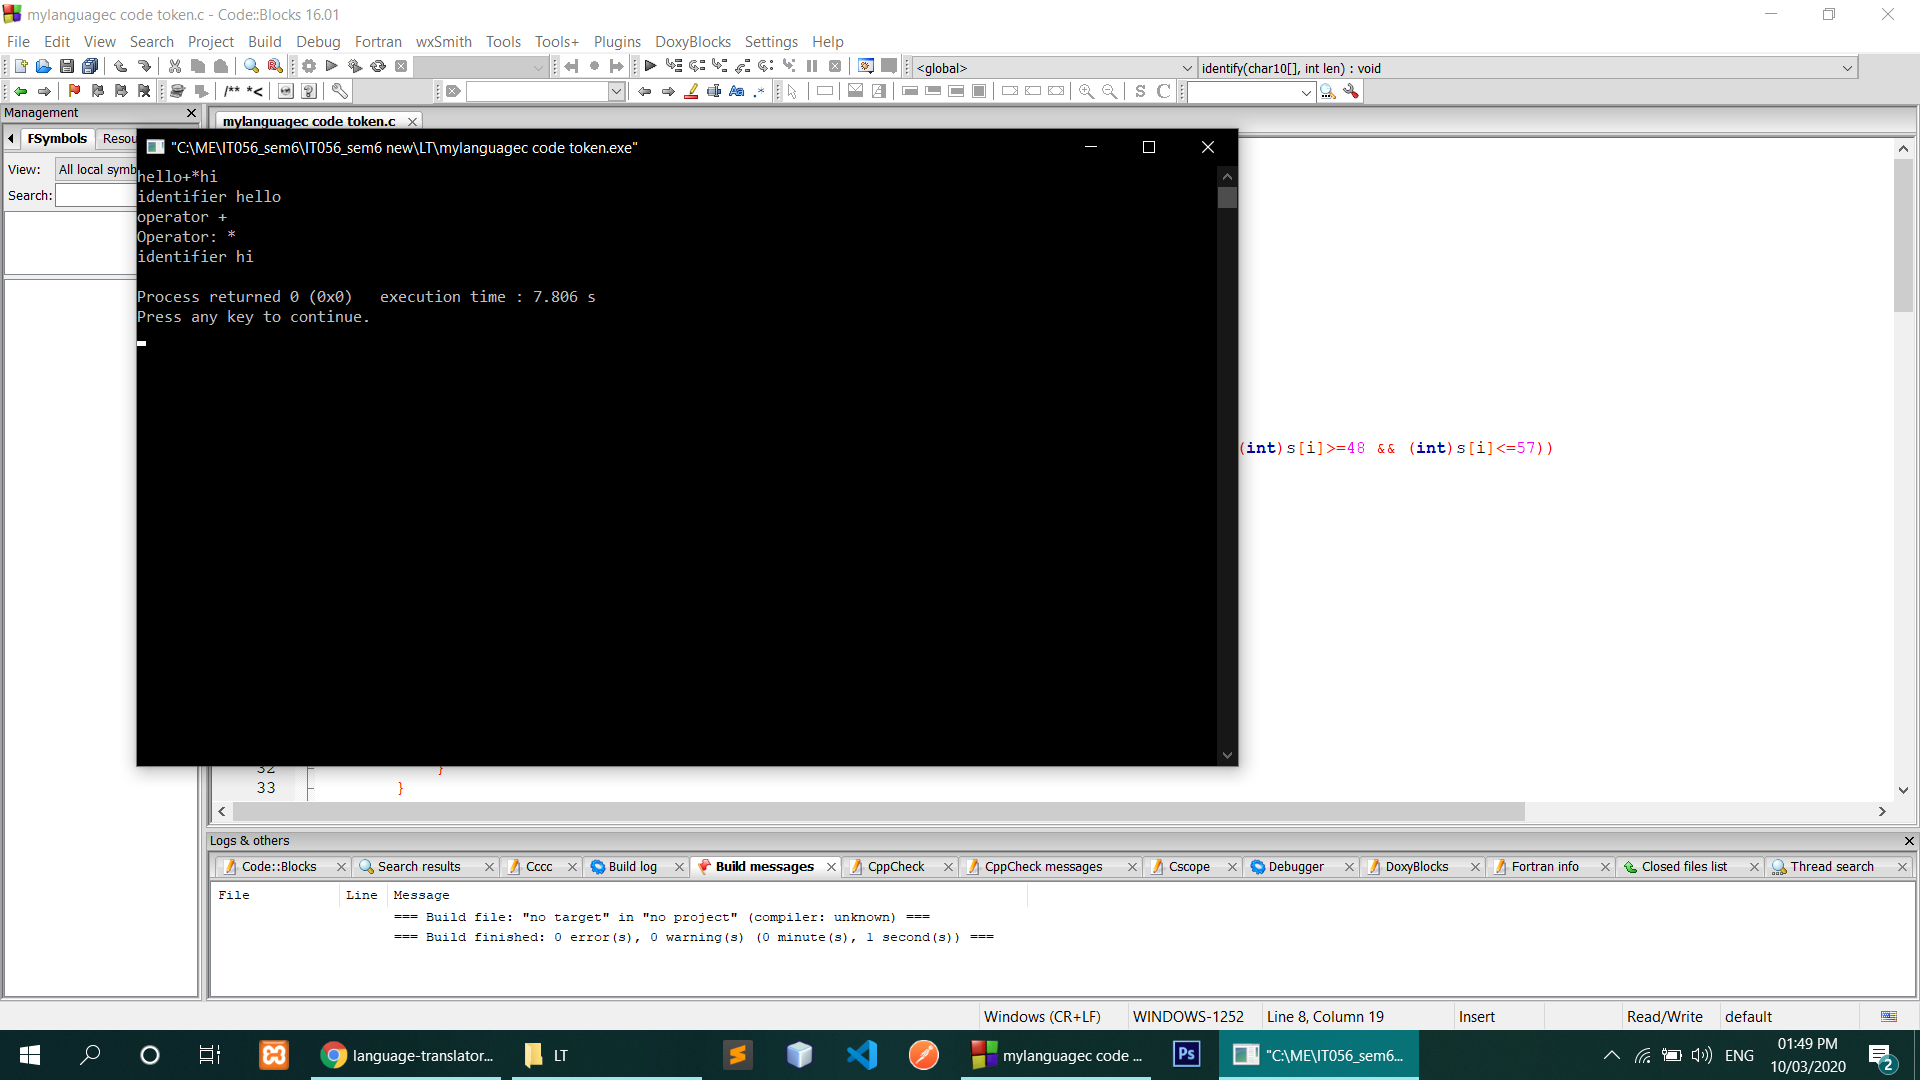 mylanguagec code token.c - Code::Blocks 16.01
File Edit View Search Project Build Debug Fortran wxSmith Tools Tools+ Plugins DoxyBlocks Settings Help
<global> identify(char10[], int len) : void
/** *< Aa .* S C
Management
mylanguagec code token.c
FSymbols Resou
View: All local symb
Search:
"C:\ME\IT056_sem6\IT056_sem6 new\LT\mylanguagec code token.exe"
hello+*hi
identifier hello
operator +
Operator: *
identifier hi
Process returned 0 (0x0)   execution time : 7.806 s
Press any key to continue.
(int)s[i]>=48 && (int)s[i]<=57))
32 }
33 }
Logs & others
Code::Blocks Search results Cccc Build log Build messages CppCheck CppCheck messages Cscope Debugger DoxyBlocks Fortran info Closed files list Thread search
File Line Message
=== Build file: "no target" in "no project" (compiler: unknown) ===
=== Build finished: 0 error(s), 0 warning(s) (0 minute(s), 1 second(s)) ===
Windows (CR+LF) WINDOWS-1252 Line 8, Column 19 Insert Read/Write default
language-translator... LT mylanguagec code ... Ps "C:\ME\IT056_sem6... ENG 01:49 PM
10/03/2020 2